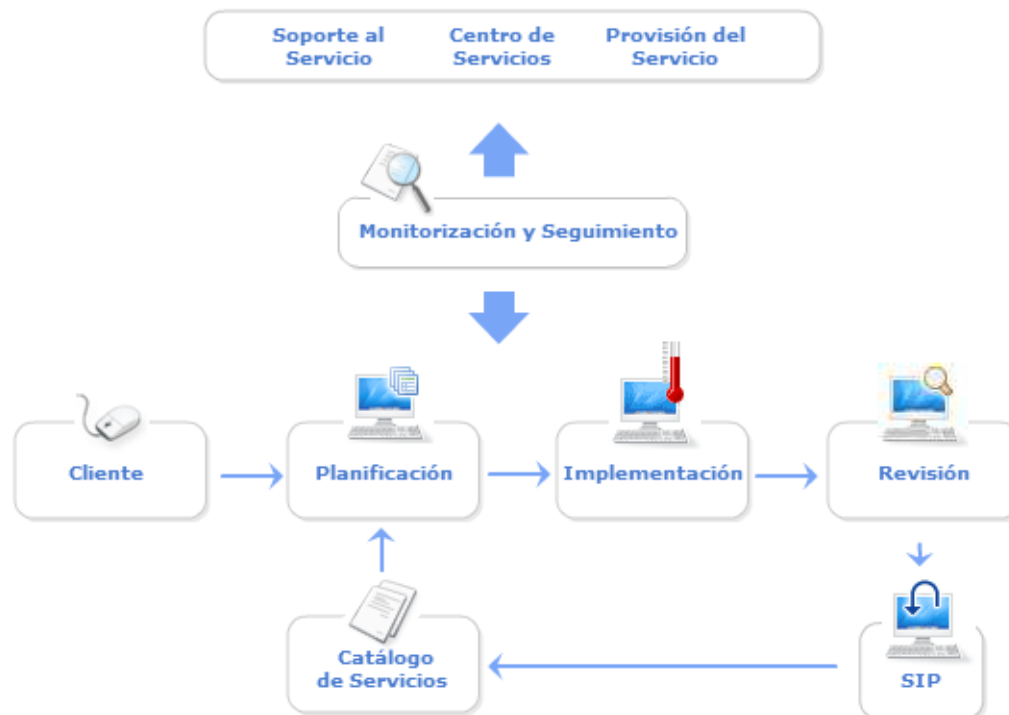 Soporte al
Servicio
Centro de
Servicios
Provisión del
Servicio
Monitorización y Seguimiento
Cliente
Planificación
Implementación
Revisión
Catálogo
de Servicios
SIP